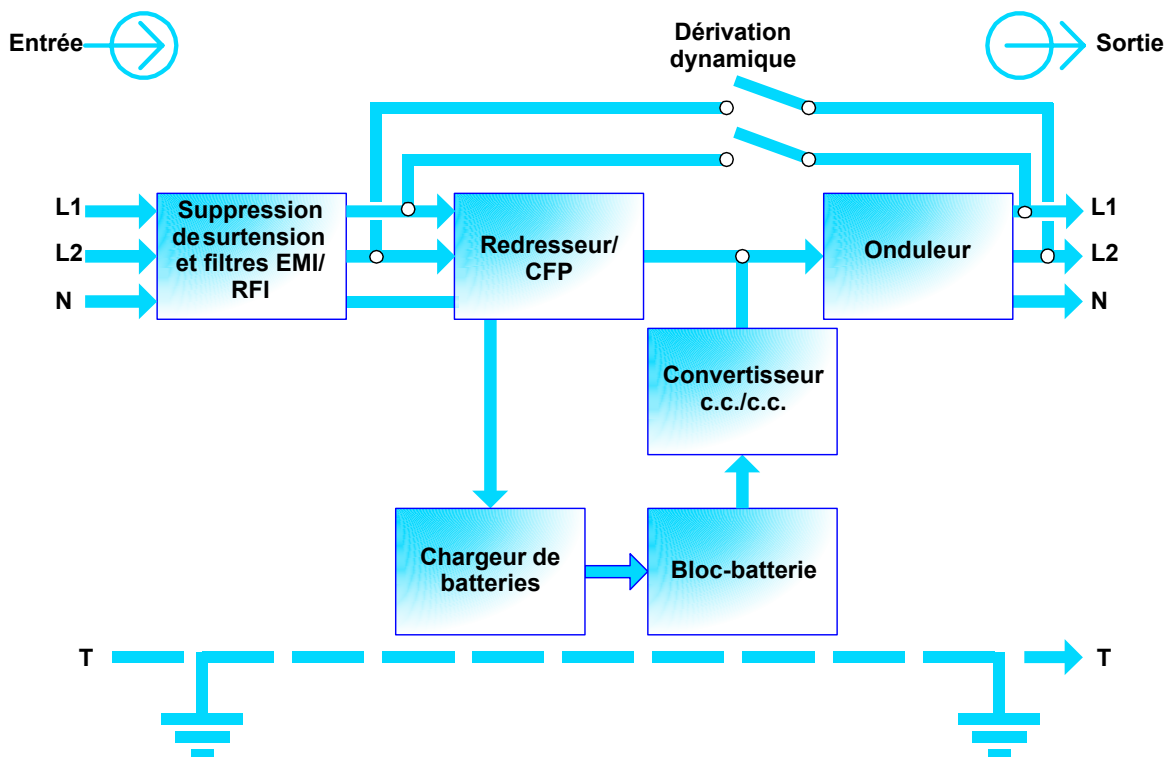 Entrée
Dérivation
dynamique
Sortie
L1
L2
N
Suppression
de surtension
et filtres EMI/
RFI
Redresseur/
CFP
Onduleur
L1
L2
N
Convertisseur
c.c./c.c.
Chargeur de
batteries
Bloc-batterie
T
T